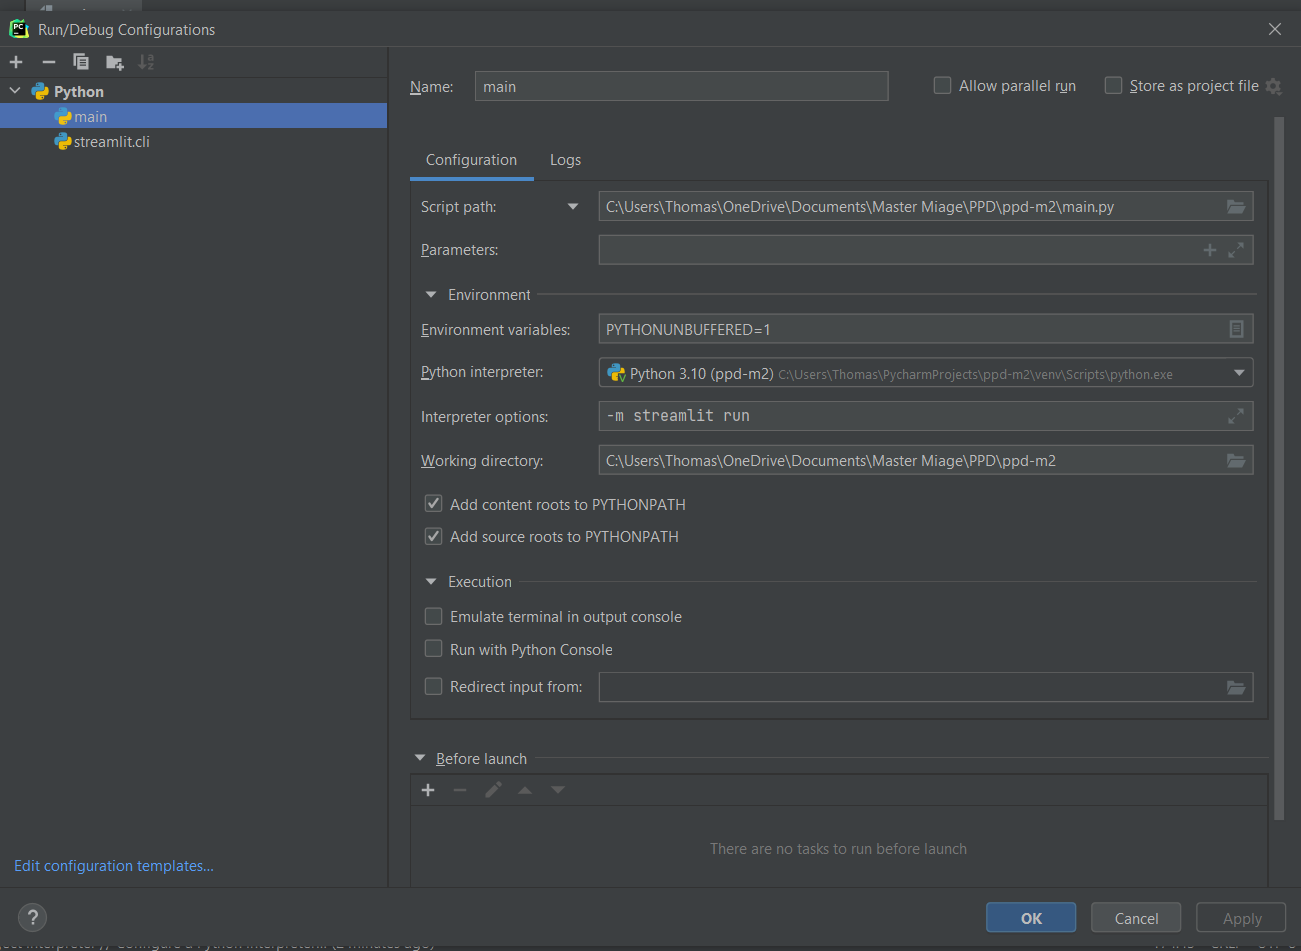 PC
Run/Debug Configurations
Python
main
streamlit.cli
Name:
main
Allow parallel run
Store as project file
Configuration
Logs
Script path:
C:\Users\Thomas\OneDrive\Documents\Master Miage\PPD\ppd-m2\main.py
Parameters:
Environment
Environment variables:
PYTHONUNBUFFERED=1
Python interpreter:
Python 3.10 (ppd-m2) C:\Users\Thomas\PycharmProjects\ppd-m2\venv\Scripts\python.exe
Interpreter options:
-m streamlit run
Working directory:
C:\Users\Thomas\OneDrive\Documents\Master Miage\PPD\ppd-m2
Add content roots to PYTHONPATH
Add source roots to PYTHONPATH
Execution
Emulate terminal in output console
Run with Python Console
Redirect input from:
Before launch
There are no tasks to run before launch
Edit configuration templates...
?
OK
Cancel
Apply